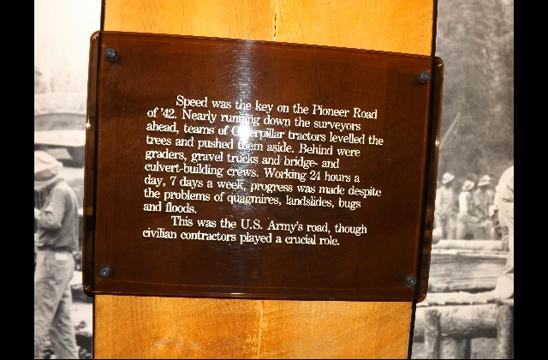 Speed was the key on the Pioneer Road
of '42. Nearly running down the surveyors
ahead, teams of Caterpillar tractors levelled the
trees and pushed them aside. Behind were
graders, gravel trucks and bridge- and
culvert-building crews. Working 24 hours a
day, 7 days a week, progress was made despite
the problems of quagmires, landslides, bugs
and floods.
This was the U.S. Army's road, though
civilian contractors played a crucial role.